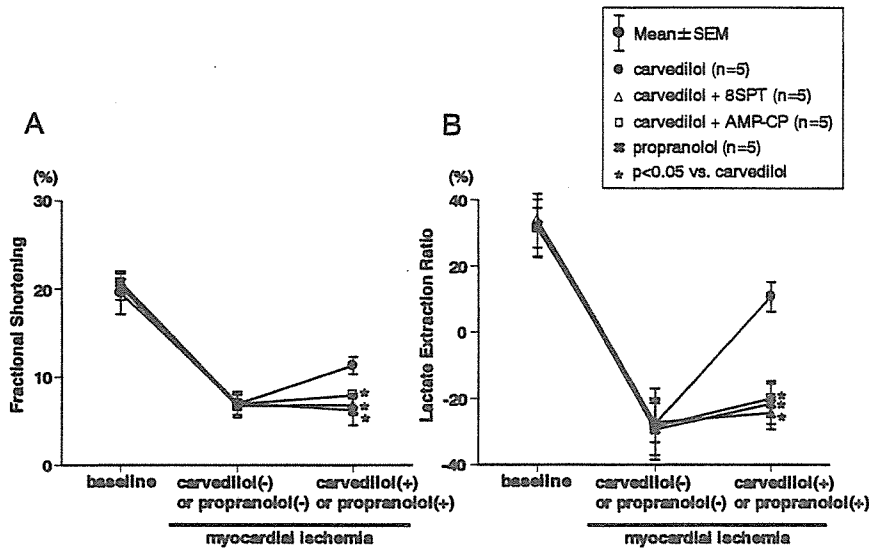 Mean±SEM
carvedilol (n=5)
carvedilol + 8SPT (n=5)
carvedilol + AMP-CP (n=5)
propranolol (n=5)
* p<0.05 vs. carvedilol
A
(%)
30
20
10
0
Fractional Shortening
*
*
*
baseline
carvedilol(-)
or propranolol(-)
carvedilol(+)
or propranolol(+)
myocardial ischemia
B
(%)
40
20
0
-20
-40
Lactate Extraction Ratio
*
*
*
baseline
carvedilol(-)
or propranolol(-)
carvedilol(+)
or propranolol(+)
myocardial ischemia